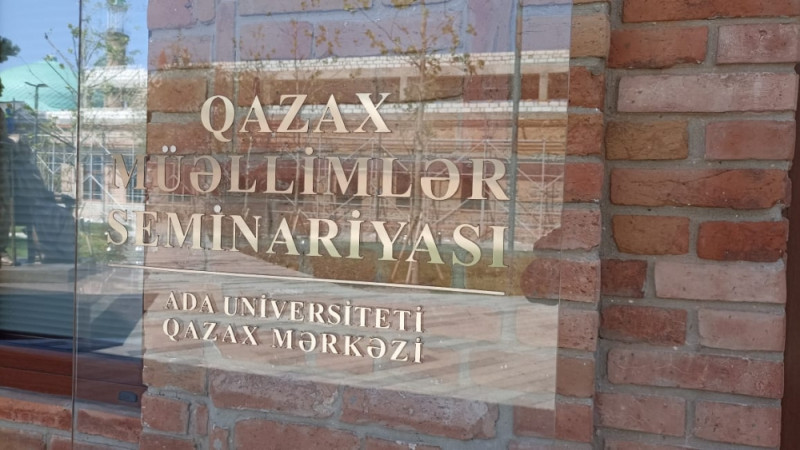 QAZAX
MÜƏLLİMLƏR
SEMİNARİYASI
ADA UNİVERSİTETİ
QAZAX MƏRKƏZİ